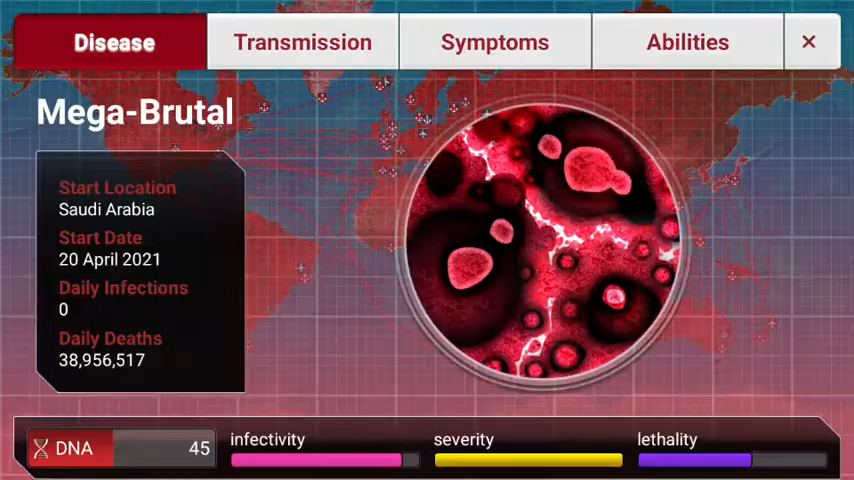 Disease
Transmission
Symptoms
Abilities
×
Mega-Brutal
Start Location
Saudi Arabia
Start Date
20 April 2021
Daily Infections
0
Daily Deaths
38,956,517
DNA
45
infectivity
severity
lethality